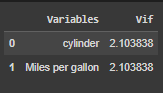 Variables Vif
0 cylinder 2.103838
1 Miles per gallon 2.103838